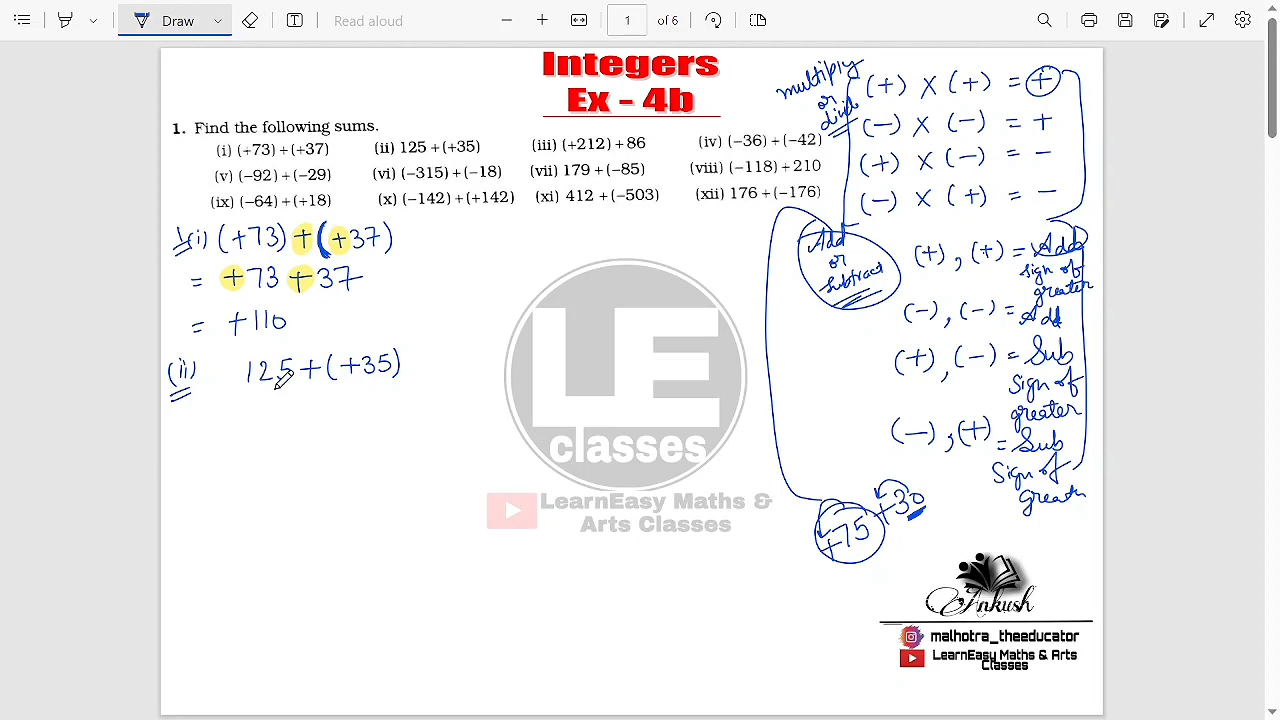 Draw
Read aloud
1 of 6
Integers
Ex - 4b
1. Find the following sums.
(i) (+73) + (+37) (ii) 125 + (+35) (iii) (+212) + 86 (iv) (−36) + (−42)
(v) (−92) + (−29) (vi) (−315) + (−18) (vii) 179 + (−85) (viii) (−118) + 210
(ix) (−64) + (+18) (x) (−142) + (+142) (xi) 412 + (−503) (xii) 176 + (−176)
(+73) + (+37)
= +73 + 37
= +110
(ii) 125 + (+35)
multiply
or
(+) X (+) = +
(−) X (−) = +
(+) X (−) = −
(−) X (+) = −
Add
or
Subtract
(+) , (+) = Add
sign of
greater
(−) , (−) = Add
(+) , (−) = Sub
Sign of
greater
(−) , (+) = Sub
Sign of
+75 +30
LE
classes
LearnEasy Maths &
Arts Classes
Ankush
malhotra_theeducator
LearnEasy Maths & Arts
Classes